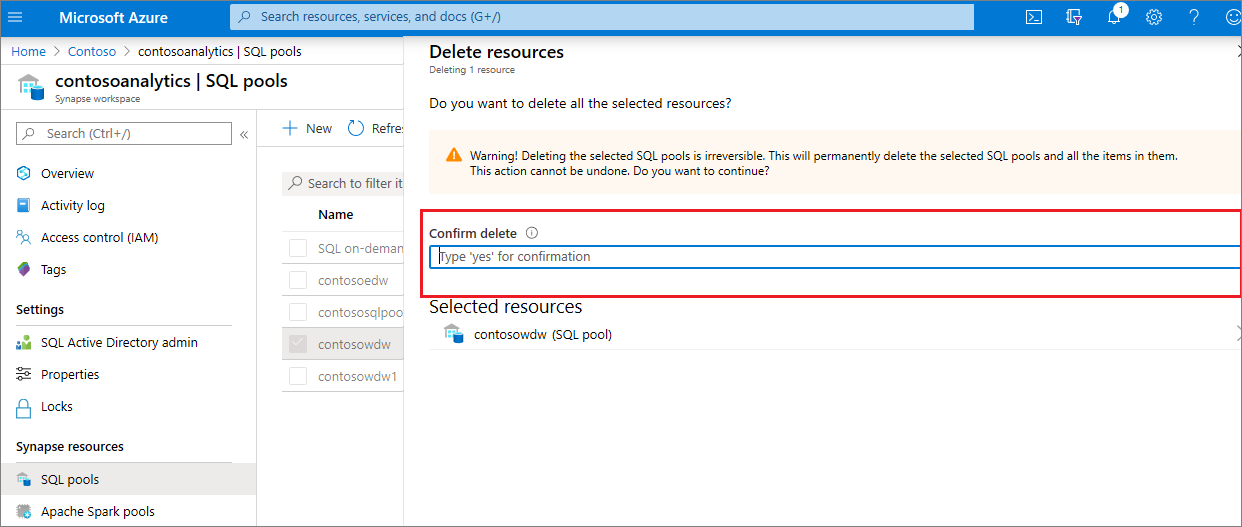 Microsoft Azure
Search resources, services, and docs (G+/)
1
Home > Contoso > contosoanalytics | SQL pools
contosoanalytics | SQL pools
Synapse workspace
Search (Ctrl+/)
«
Overview
Activity log
Access control (IAM)
Tags
Settings
SQL Active Directory admin
Properties
Locks
Synapse resources
SQL pools
Apache Spark pools
New
Refres
Search to filter it
Name
SQL on-deman
contosoedw
contososqlpoo
contosowdw
contosowdw1
Delete resources
Deleting 1 resource
Do you want to delete all the selected resources?
Warning! Deleting the selected SQL pools is irreversible. This will permanently delete the selected SQL pools and all the items in them.
This action cannot be undone. Do you want to continue?
Confirm delete
Type 'yes' for confirmation
Selected resources
contosowdw (SQL pool)